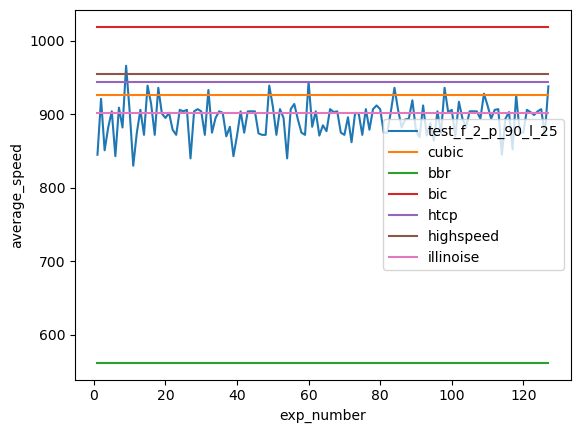 1000
900
800
700
600
average_speed
0
20
40
60
80
100
120
exp_number
test_f_2_p_90_l_25
cubic
bbr
bic
htcp
highspeed
illinoise